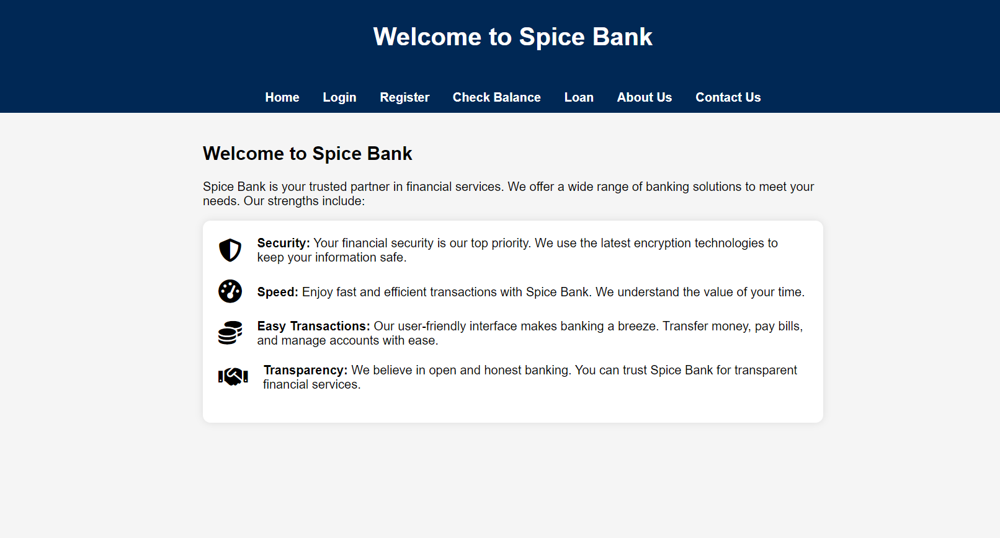 Welcome to Spice Bank
Home Login Register Check Balance Loan About Us Contact Us
Welcome to Spice Bank
Spice Bank is your trusted partner in financial services. We offer a wide range of banking solutions to meet your
needs. Our strengths include:
Security: Your financial security is our top priority. We use the latest encryption technologies to
keep your information safe.
Speed: Enjoy fast and efficient transactions with Spice Bank. We understand the value of your time.
Easy Transactions: Our user-friendly interface makes banking a breeze. Transfer money, pay bills,
and manage accounts with ease.
Transparency: We believe in open and honest banking. You can trust Spice Bank for transparent
financial services.